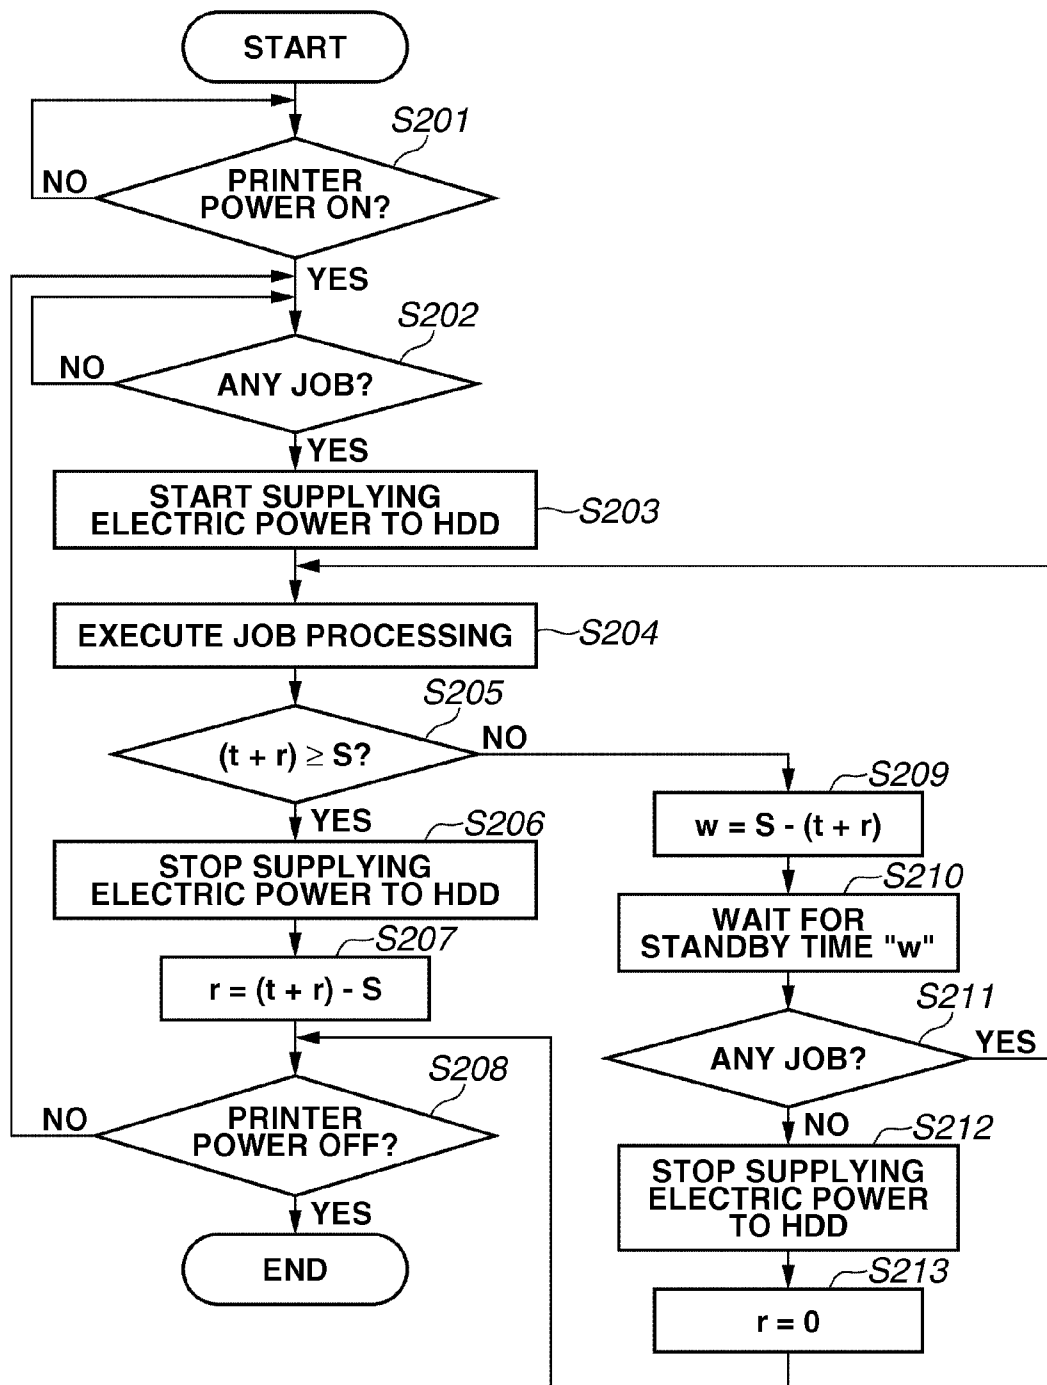 START
S201
PRINTER
POWER ON?
NO
YES
S202
ANY JOB?
NO
YES
START SUPPLYING
ELECTRIC POWER TO HDD
S203
EXECUTE JOB PROCESSING
S204
S205
(t + r) ≥ S?
NO
YES
S206
STOP SUPPLYING
ELECTRIC POWER TO HDD
S207
r = (t + r) - S
S208
PRINTER
POWER OFF?
NO
YES
END
S209
w = S - (t + r)
S210
WAIT FOR
STANDBY TIME "w"
S211
ANY JOB?
YES
NO
S212
STOP SUPPLYING
ELECTRIC POWER
TO HDD
S213
r = 0